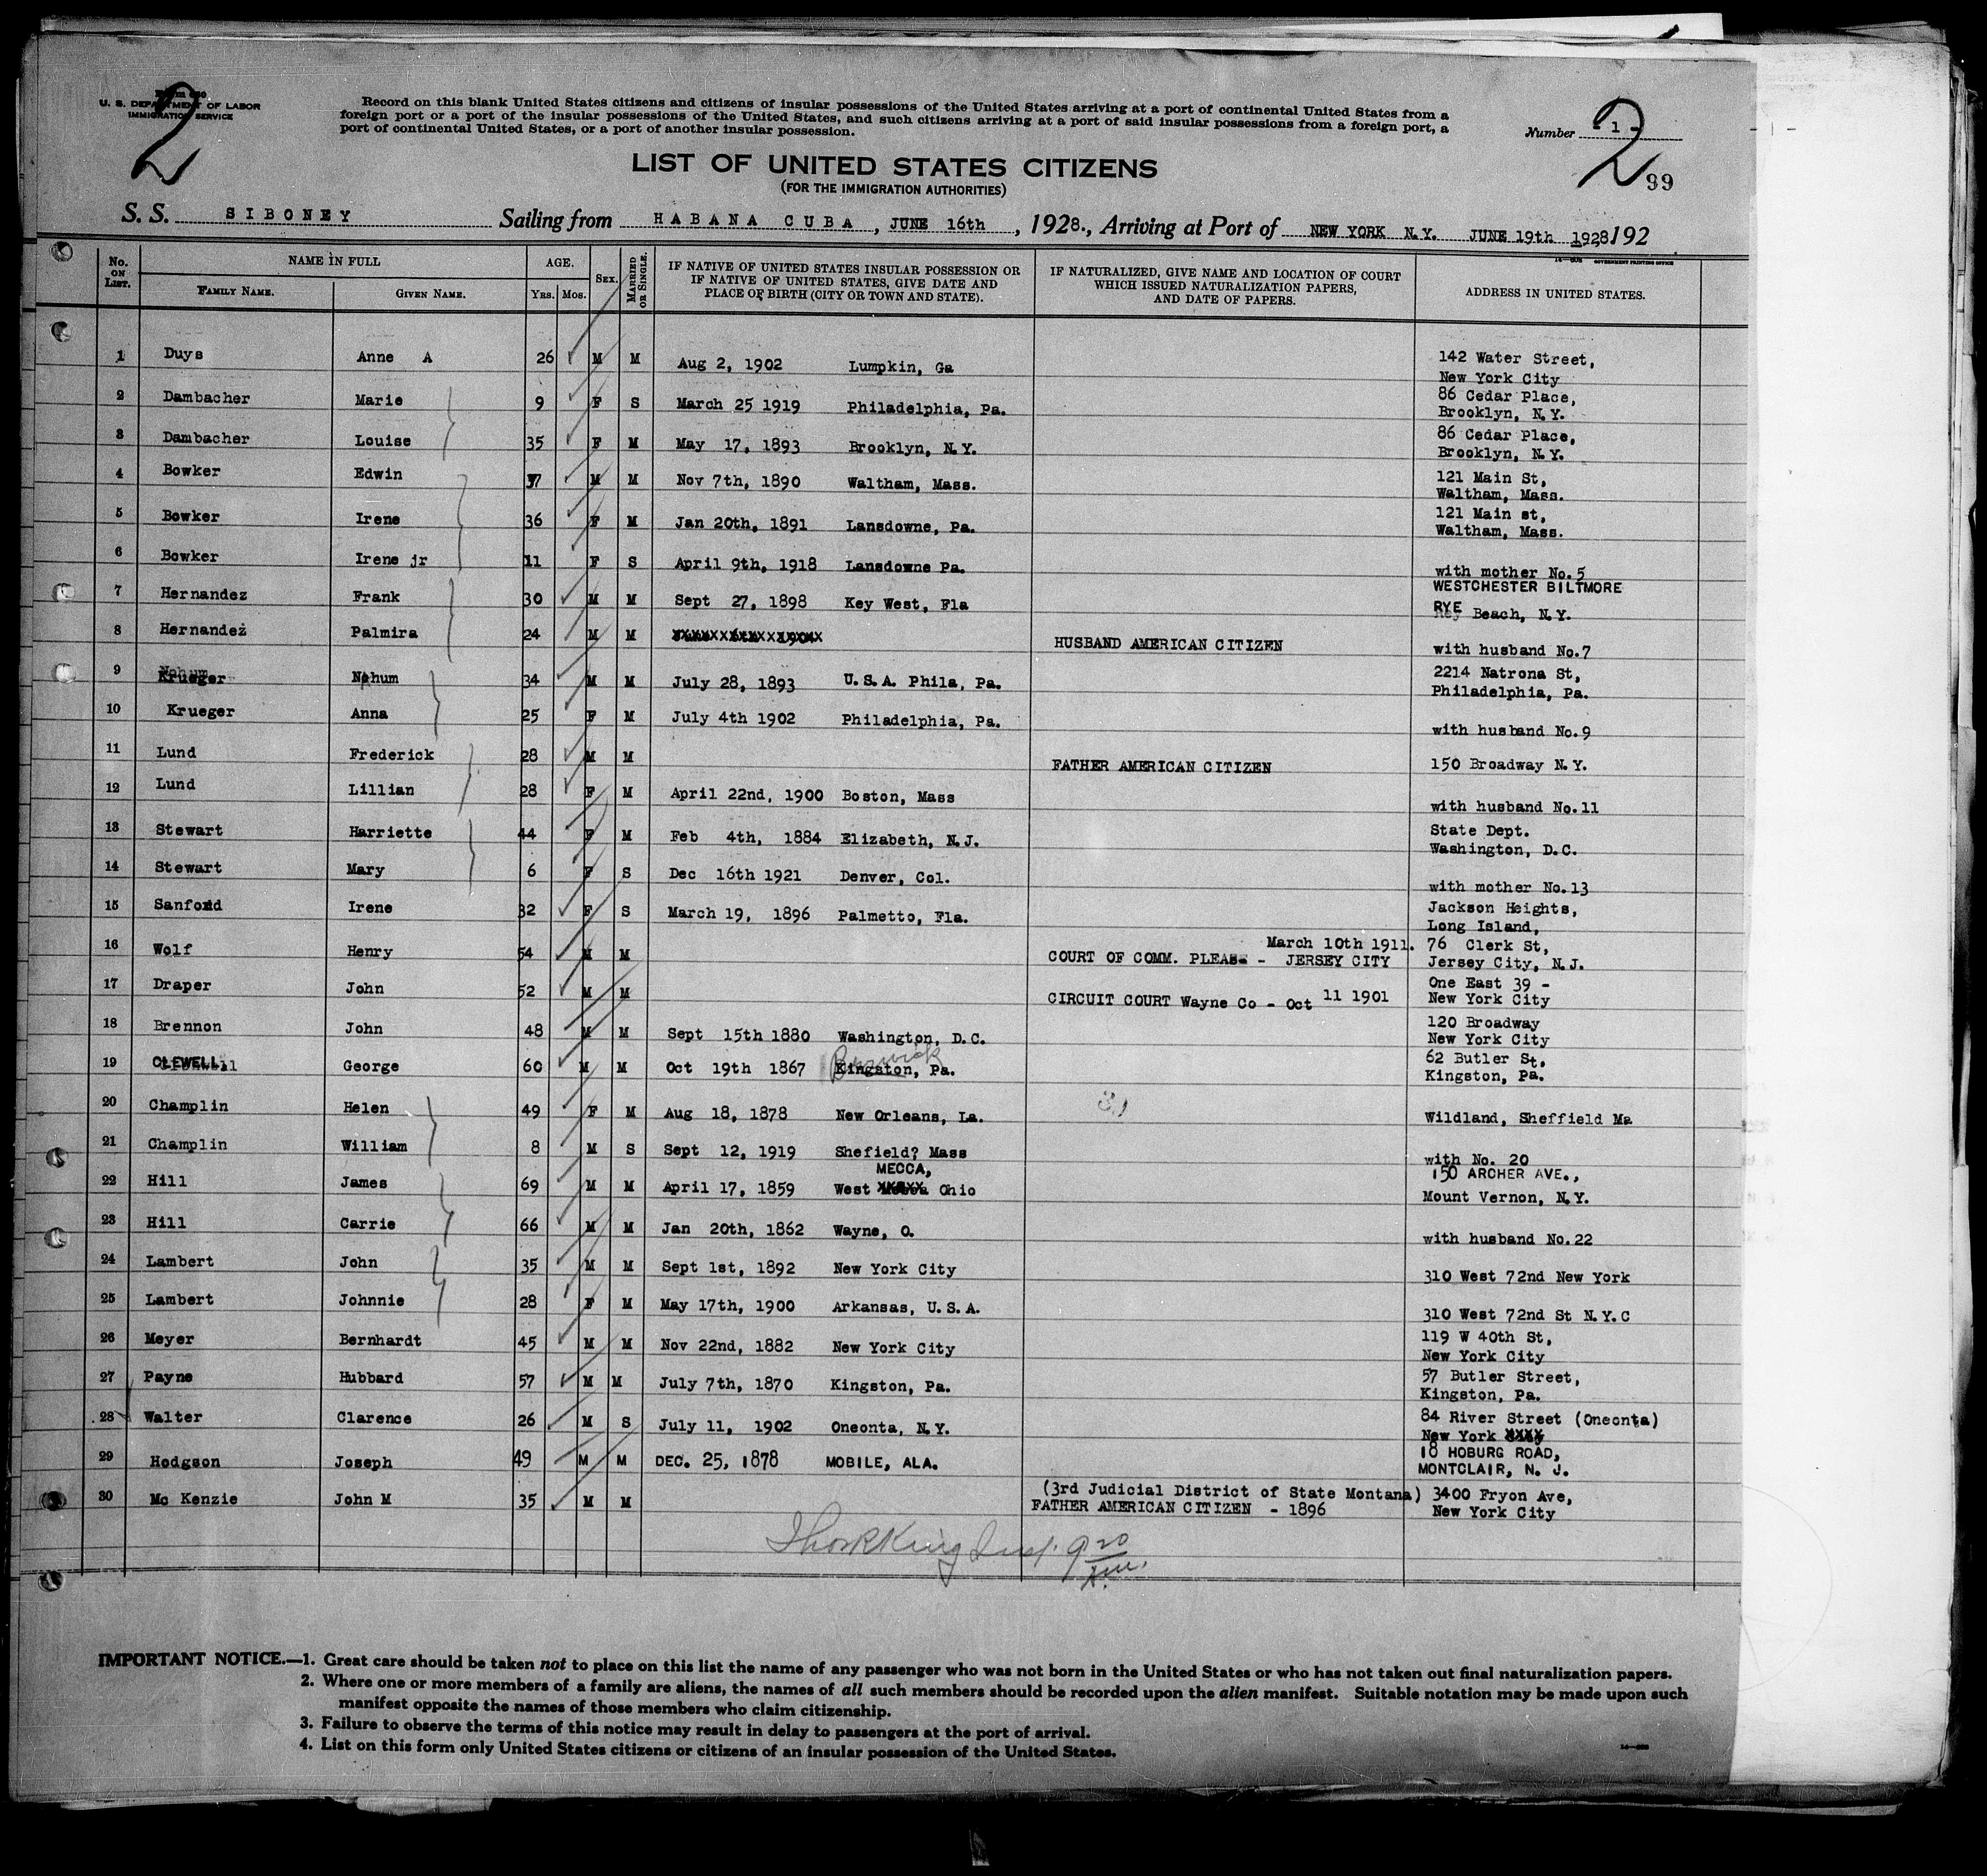 2
Form 630
U. S. DEPARTMENT OF LABOR
IMMIGRATION SERVICE
Record on this blank United States citizens and citizens of insular possessions of the United States arriving at a port of continental United States from a
foreign port or a port of the insular possessions of the United States, and such citizens arriving at a port of said insular possessions from a foreign port, a
port of continental United States, or a port of another insular possession.
Number - 1 -
2
99
LIST OF UNITED STATES CITIZENS
(FOR THE IMMIGRATION AUTHORITIES)
S. S. SIBONEY Sailing from HABANA CUBA, JUNE 16th, 1928., Arriving at Port of NEW YORK N.Y. JUNE 19th 1928 192
GOVERNMENT PRINTING OFFICE
No. ON LIST. NAME IN FULL FAMILY NAME. GIVEN NAME. AGE. YRS. MOS. SEX. MARRIED OR SINGLE. IF NATIVE OF UNITED STATES INSULAR POSSESSION OR IF NATIVE OF UNITED STATES, GIVE DATE AND PLACE OF BIRTH (CITY OR TOWN AND STATE). IF NATURALIZED, GIVE NAME AND LOCATION OF COURT WHICH ISSUED NATURALIZATION PAPERS, AND DATE OF PAPERS. ADDRESS IN UNITED STATES.
1 Duys Anne A 26 M M Aug 2, 1902 Lumpkin, Ga 142 Water Street,
New York City
2 Dambacher Marie 9 F S March 25 1919 Philadelphia, Pa. 86 Cedar Place,
Brooklyn, N.Y.
3 Dambacher Louise 35 F M May 17, 1893 Brooklyn, N.Y. 86 Cedar Place,
Brooklyn, N.Y.
4 Bowker Edwin 37 M M Nov 7th, 1890 Waltham, Mass. 121 Main St,
Waltham, Mass.
5 Bowker Irene 36 F M Jan 20th, 1891 Lansdowne, Pa. 121 Main st,
Waltham, Mass.
6 Bowker Irene jr 11 F S April 9th, 1918 Lansdowne Pa. with mother No.5
7 Hernandez Frank 30 M M Sept 27, 1898 Key West, Fla WESTCHESTER BILTMORE
RYE Beach, N.Y.
8 Hernandez Palmira 24 M M HUSBAND AMERICAN CITIZEN with husband No.7
9 Krueger Nahum 34 M M July 28, 1893 U.S.A. Phila, Pa. 2214 Natrona St,
Philadelphia, Pa.
10 Krueger Anna 25 F M July 4th 1902 Philadelphia, Pa. with husband No.9
11 Lund Frederick 28 M M FATHER AMERICAN CITIZEN 150 Broadway N.Y.
12 Lund Lillian 28 F M April 22nd, 1900 Boston, Mass with husband No.11
13 Stewart Harriette 44 F M Feb 4th, 1884 Elizabeth, N.J. State Dept.
Washington, D.C.
14 Stewart Mary 6 F S Dec 16th 1921 Denver, Col. with mother No.13
15 Sanford Irene 32 F S March 19, 1896 Palmetto, Fla. Jackson Heights,
Long Island,
16 Wolf Henry 54 M M March 10th 1911. COURT OF COMM. PLEAS - JERSEY CITY 76 Clerk St,
Jersey City, N.J.
17 Draper John 52 M M CIRCUIT COURT Wayne Co - Oct 11 1901 One East 39 -
New York City
18 Brennon John 48 M M Sept 15th 1880 Washington, D.C. 120 Broadway
New York City
19 CLEWELL George 60 M M Oct 19th 1867 Kingston, Pa. 62 Butler St,
Kingston, Pa.
20 Champlin Helen 49 F M Aug 18, 1878 New Orleans, La. Wildland, Sheffield Ma
21 Champlin William 8 M S Sept 12, 1919 Shefield? Mass with No. 20
22 Hill James 69 M M April 17, 1859 West MECCA, Ohio 150 ARCHER AVE.,
Mount Vernon, N.Y.
23 Hill Carrie 66 M M Jan 20th, 1862 Wayne, O. with husband No.22
24 Lambert John 35 M M Sept 1st, 1892 New York City 310 West 72nd New York
25 Lambert Johnnie 28 F M May 17th, 1900 Arkansas, U.S.A. 310 West 72nd St N.Y.C
26 Meyer Bernhardt 45 M M Nov 22nd, 1882 New York City 119 W 40th St,
New York City
27 Payne Hubbard 57 M M July 7th, 1870 Kingston, Pa. 57 Butler Street,
Kingston, Pa.
28 Walter Clarence 26 M S July 11, 1902 Oneonta, N.Y. 84 River Street (Oneonta)
New York
29 Hodgson Joseph 49 M M DEC. 25, 1878 MOBILE, ALA. 18 HOBURG ROAD,
MONTCLAIR, N. J.
30 Mc Kenzie John M 35 M M (3rd Judicial District of State Montana) FATHER AMERICAN CITIZEN - 1896 3400 Fryon Ave,
New York City
9 20
IMPORTANT NOTICE.—1. Great care should be taken not to place on this list the name of any passenger who was not born in the United States or who has not taken out final naturalization papers.
2. Where one or more members of a family are aliens, the names of all such members should be recorded upon the alien manifest. Suitable notation may be made upon such
manifest opposite the names of those members who claim citizenship.
3. Failure to observe the terms of this notice may result in delay to passengers at the port of arrival.
4. List on this form only United States citizens or citizens of an insular possession of the United States.